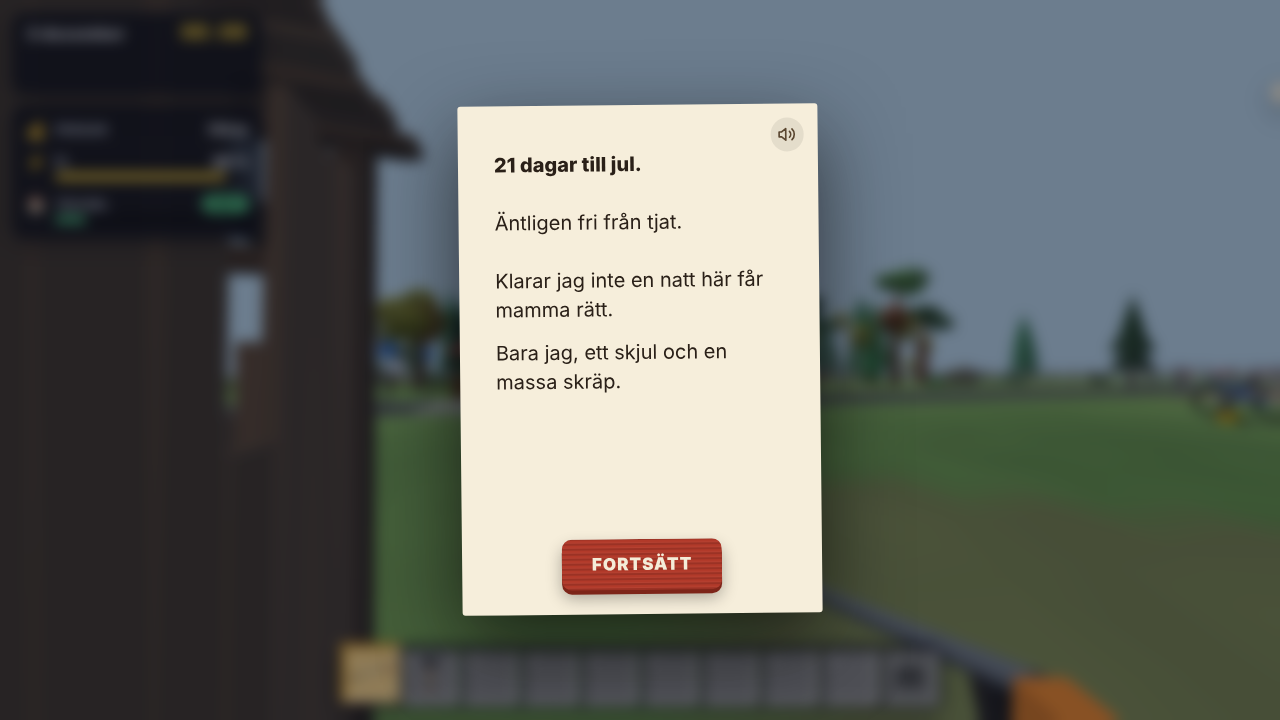 21 dagar till jul.
Äntligen fri från tjat.
Klarar jag inte en natt här får
mamma rätt.
Bara jag, ett skjul och en
massa skräp.
FORTSÄTT